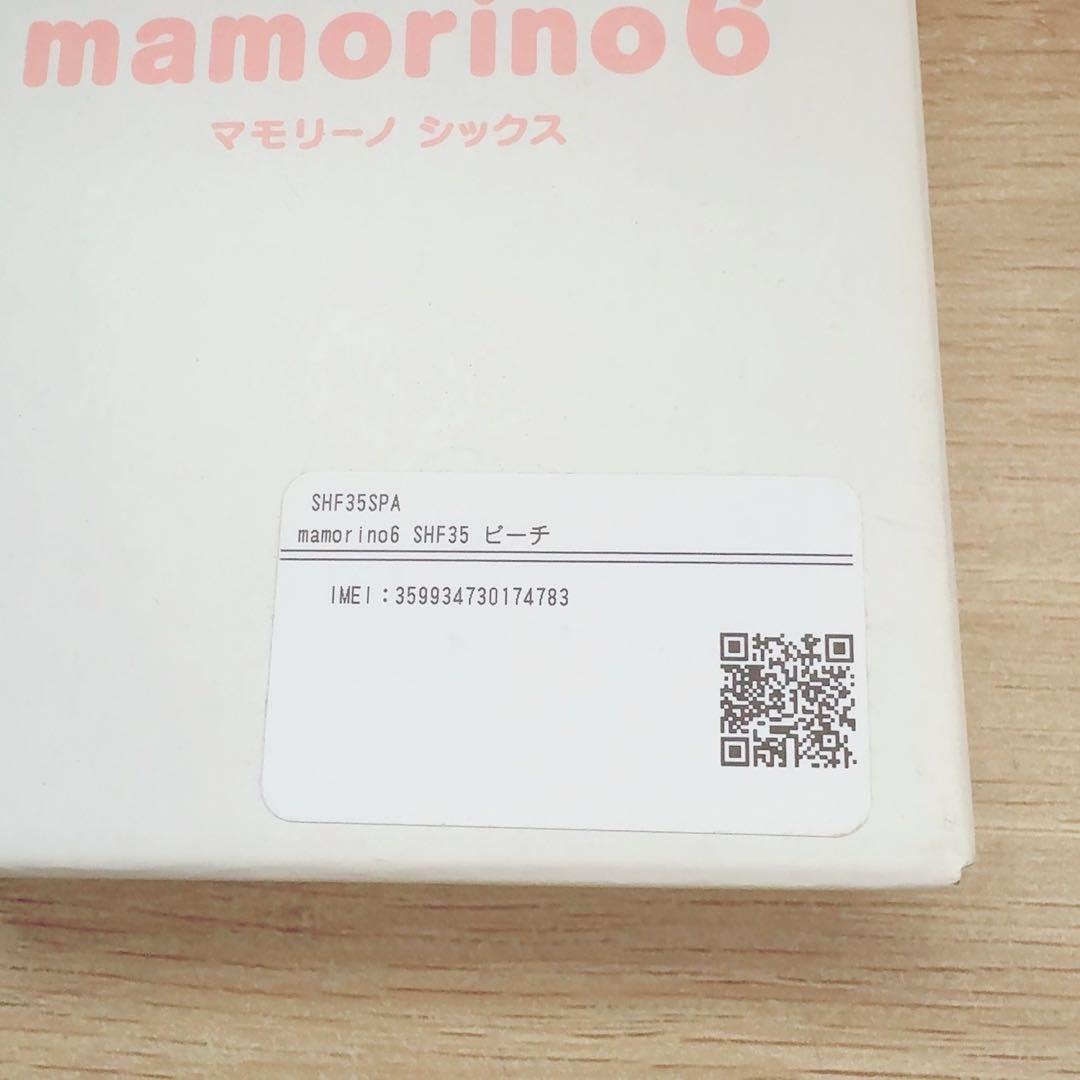 mamorino6
マモリーノ シックス
SHF35SPA
mamorino6 SHF35 ピーチ
IMEI：359934730174783